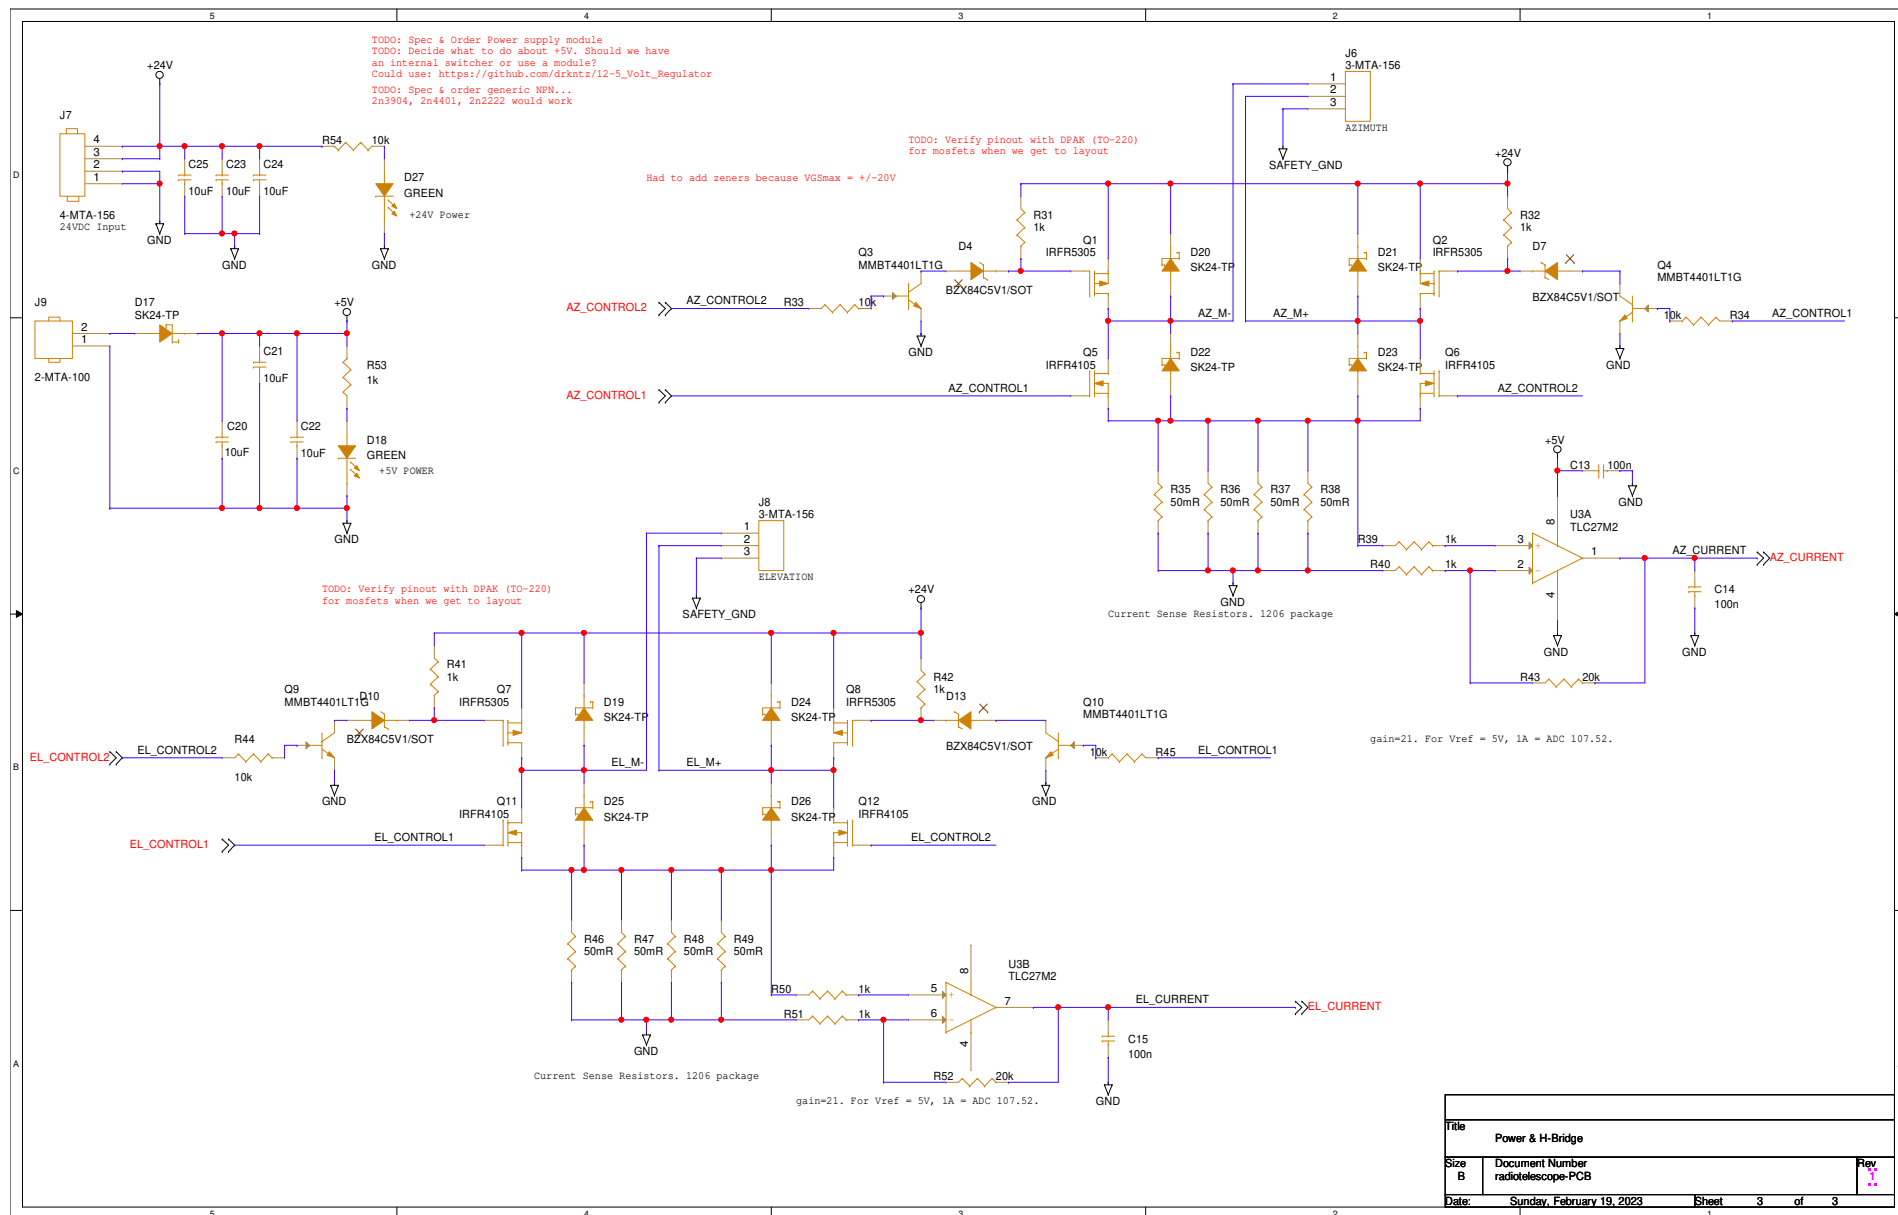 5 4 3 2 1
TODO: Spec & Order Power supply module
TODO: Decide what to do about +5V. Should we have
an internal switcher or use a module?
Could use: https://github.com/drkntz/12-5_Volt_Regulator
TODO: Spec & order generic NPN...
2n3904, 2n4401, 2n2222 would work
+24V
J7
4
3
2
1
4-MTA-156
24VDC Input
GND
C25
10uF
C23
10uF
C24
10uF
GND
R54
10k
D27
GREEN
+24V Power
GND
D
J9
2
1
2-MTA-100
D17
SK24-TP
+5V
C21
10uF
C20
10uF
C22
10uF
R53
1k
D18
GREEN
+5V POWER
GND
C
J6
3-MTA-156
1
2
3
AZIMUTH
SAFETY_GND
TODO: Verify pinout with DPAK (TO-220)
for mosfets when we get to layout
Had to add zeners because VGSmax = +/-20V
+24V
R31
1k
R32
1k
Q3
MMBT4401LT1G
D4
BZX84C5V1/SOT
Q1
IRFR5305
D20
SK24-TP
D21
SK24-TP
Q2
IRFR5305
D7
BZX84C5V1/SOT
Q4
MMBT4401LT1G
AZ_CONTROL2
AZ_CONTROL2
R33
10k
GND
AZ_M-
AZ_M+
10k
R34
AZ_CONTROL1
GND
Q5
IRFR4105
D22
SK24-TP
D23
SK24-TP
Q6
IRFR4105
AZ_CONTROL1
AZ_CONTROL1
AZ_CONTROL2
R35
50mR
R36
50mR
R37
50mR
R38
50mR
+5V
C13
100n
GND
U3A
TLC27M2
8
R39
1k
3
R40
1k
2
1
4
AZ_CURRENT
AZ_CURRENT
C14
100n
GND
GND
GND
Current Sense Resistors. 1206 package
R43
20k
gain=21. For Vref = 5V, 1A = ADC 107.52.
J8
3-MTA-156
1
2
3
ELEVATION
SAFETY_GND
TODO: Verify pinout with DPAK (TO-220)
for mosfets when we get to layout
+24V
R41
1k
R42
1k
Q9
MMBT4401LT1G
D10
BZX84C5V1/SOT
Q7
IRFR5305
D19
SK24-TP
D24
SK24-TP
Q8
IRFR5305
D13
BZX84C5V1/SOT
Q10
MMBT4401LT1G
EL_CONTROL2
EL_CONTROL2
R44
10k
GND
EL_M-
EL_M+
10k
R45
EL_CONTROL1
GND
B
Q11
IRFR4105
D25
SK24-TP
D26
SK24-TP
Q12
IRFR4105
EL_CONTROL1
EL_CONTROL1
EL_CONTROL2
R46
50mR
R47
50mR
R48
50mR
R49
50mR
U3B
TLC27M2
8
R50
1k
5
R51
1k
6
7
4
EL_CURRENT
EL_CURRENT
C15
100n
GND
GND
Current Sense Resistors. 1206 package
R52
20k
gain=21. For Vref = 5V, 1A = ADC 107.52.
A
Title
Power & H-Bridge
Size
B
Document Number
radiotelescope-PCB
Rev
1
Date: Sunday, February 19, 2023 Sheet 3 of 3
5 4 3 2 1